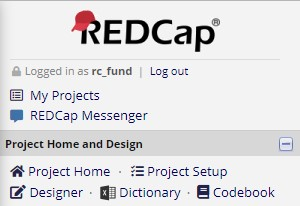 REDCap®
Logged in as rc_fund | Log out
My Projects
REDCap Messenger
Project Home and Design
Project Home · Project Setup
Designer · Dictionary · Codebook